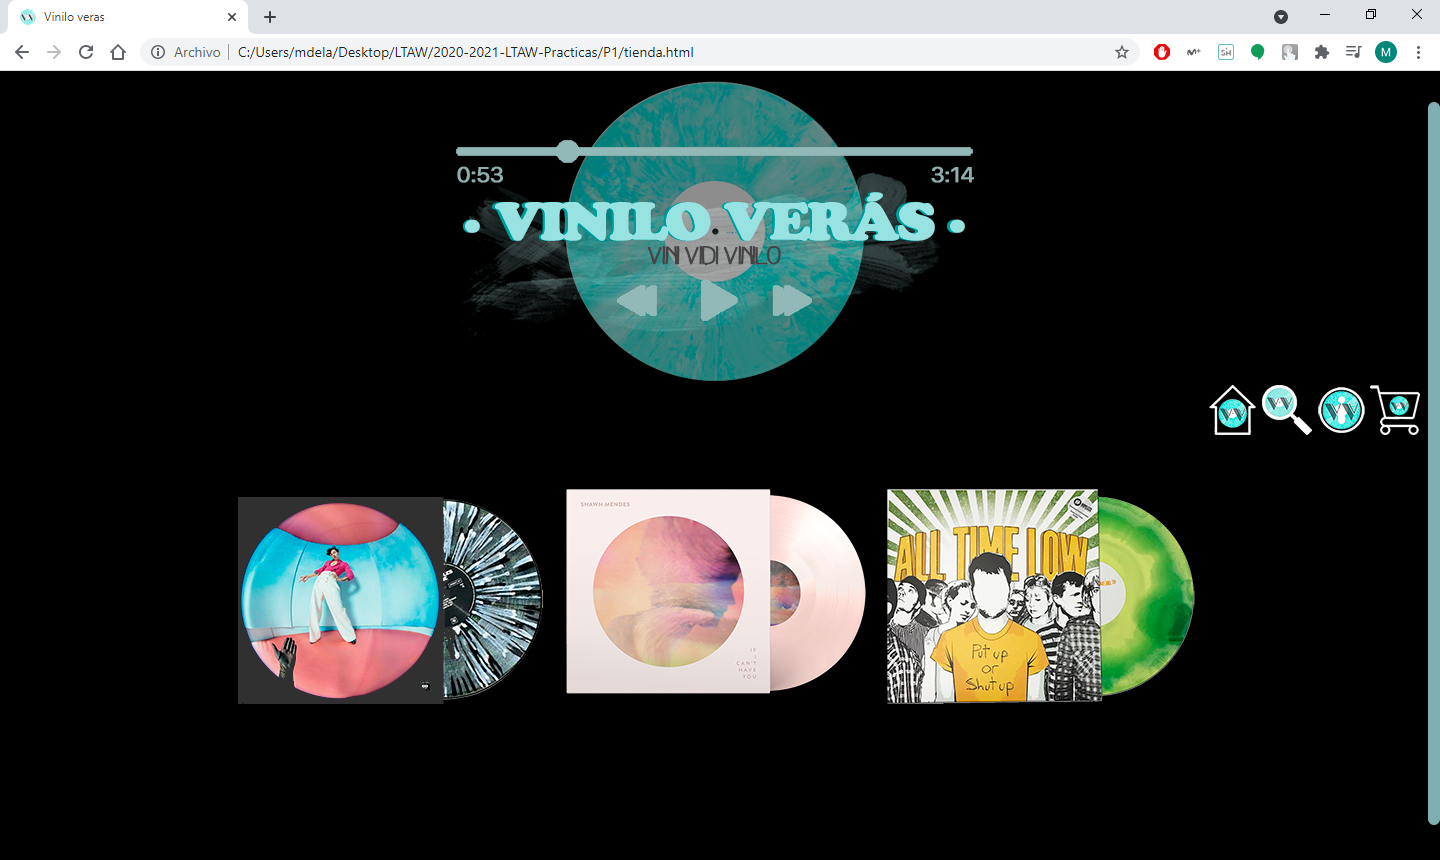 Vinilo veras
Archivo
C:/Users/mdela/Desktop/LTAW/2020-2021-LTAW-Practicas/P1/tienda.html
M
0:53
3:14
• VINILO VERÁS •
VINI VIDI VINILO
SHAWN MENDES
IF
I
CAN'T
HAVE
YOU
ALL TIME LOW
Put up
or
Shut up